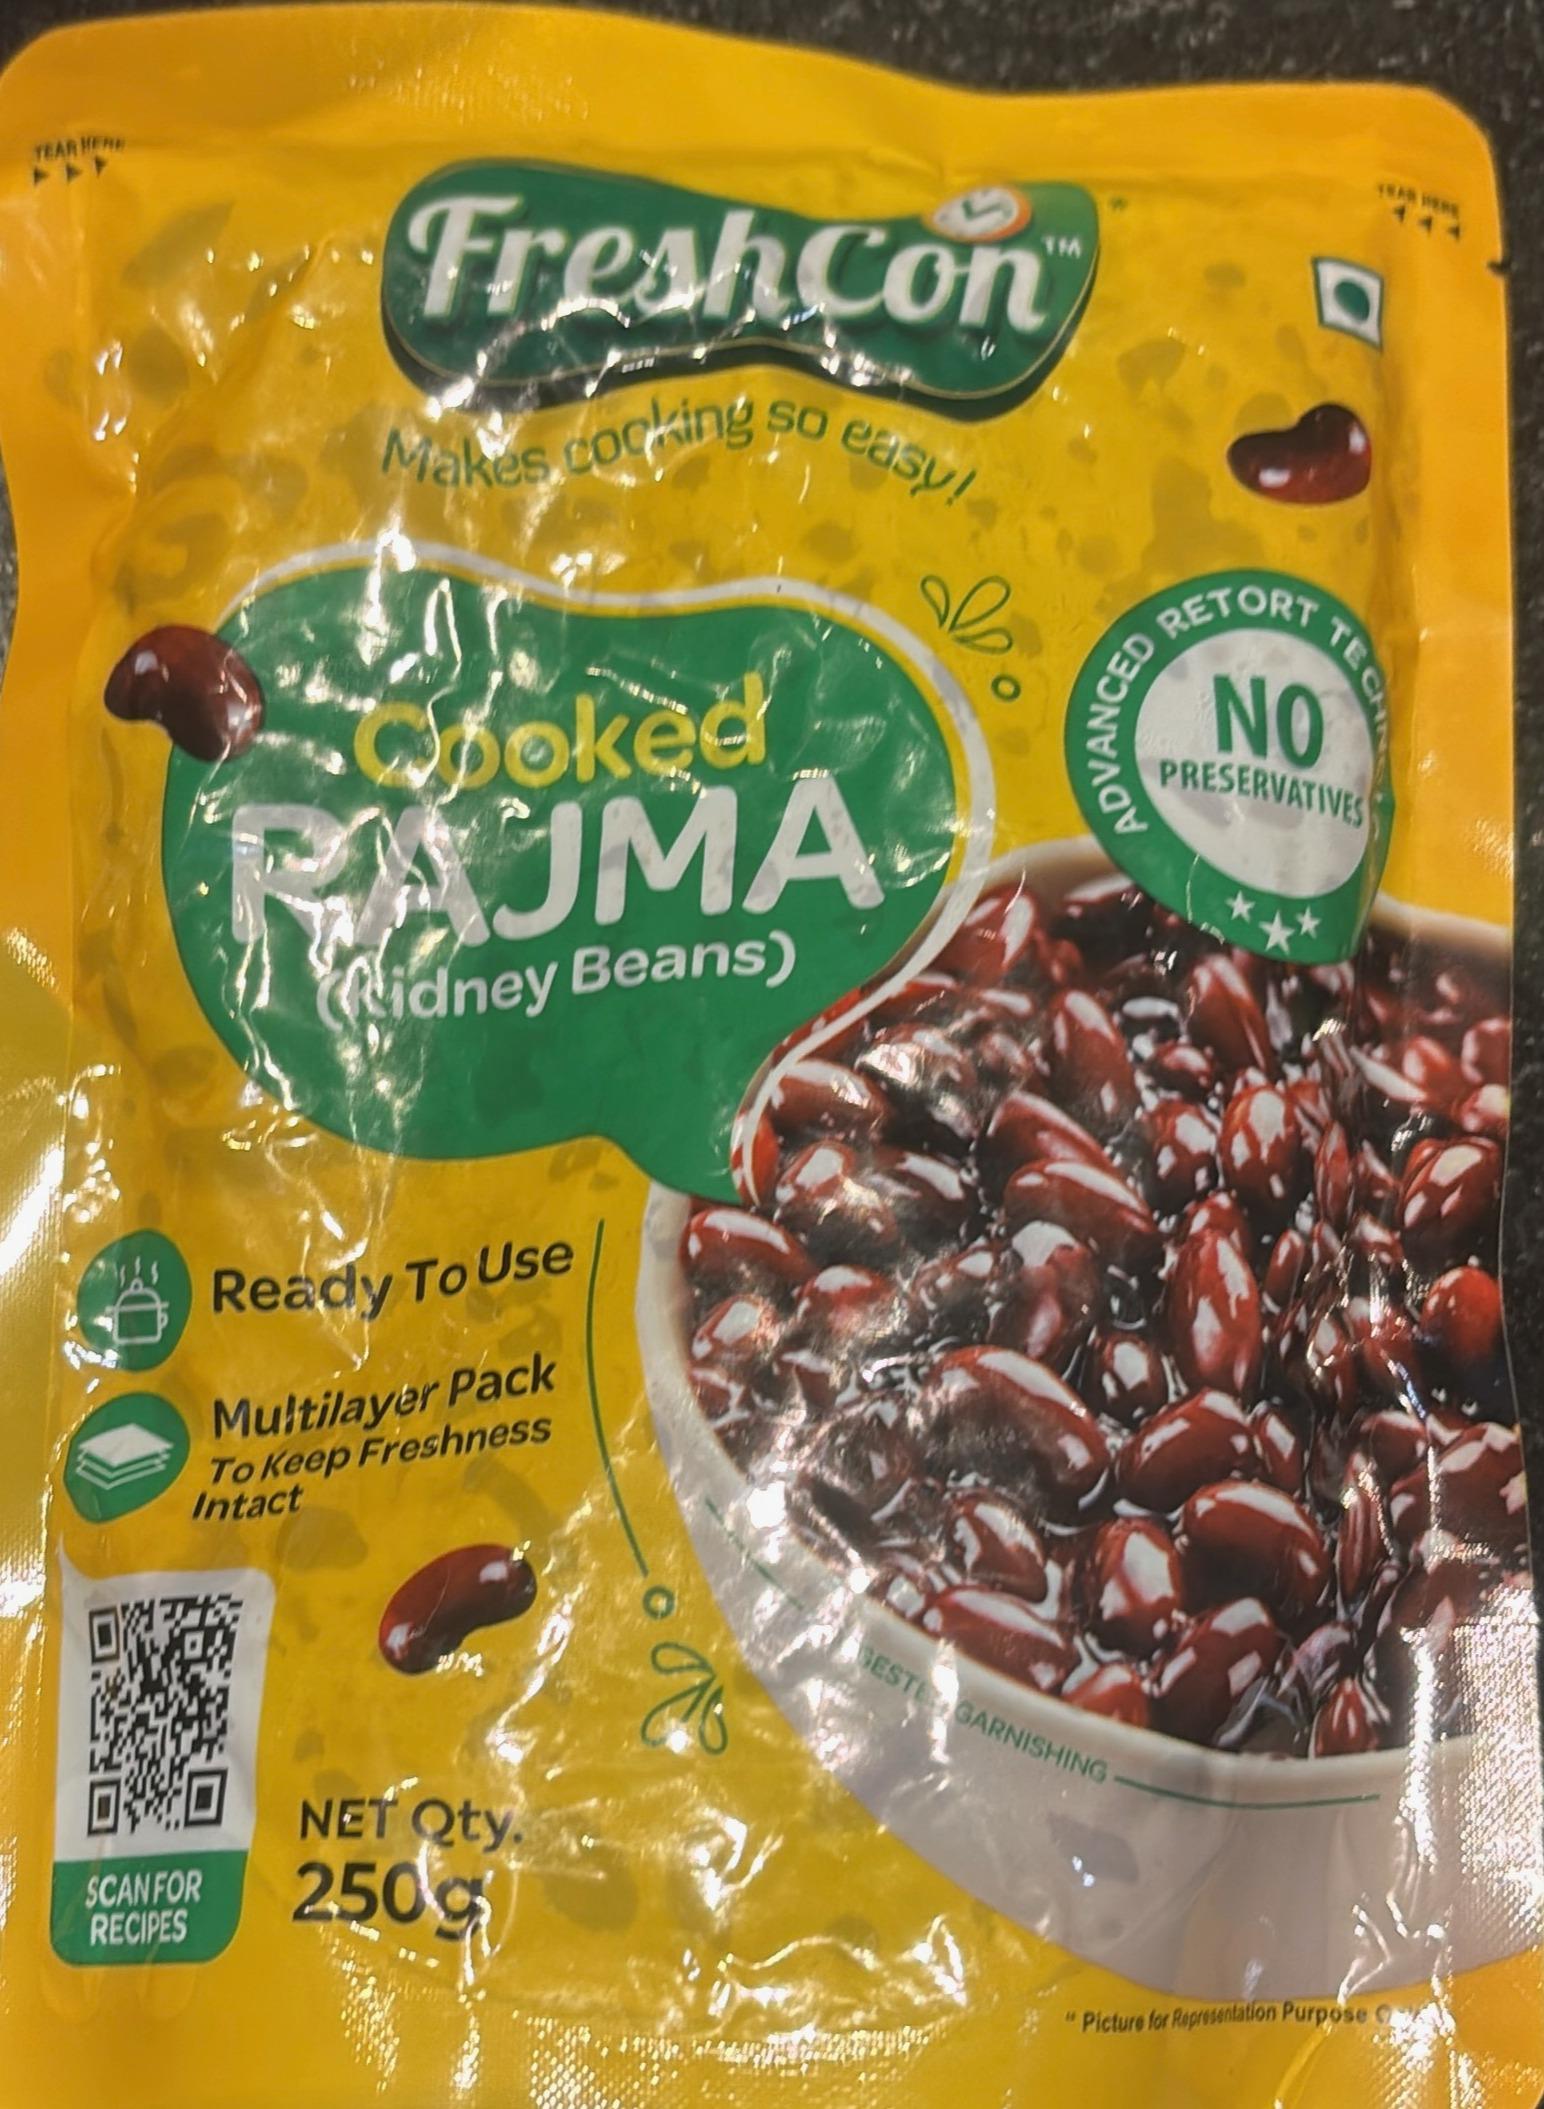 TEAR HERE
TEAR HERE
FreshCon™
Makes cooking so easy!
ADVANCED RETORT
NO
PRESERVATIVES
Cooked
RAJMA
(Kidney Beans)
Ready To Use
Multilayer Pack
To Keep Freshness
Intact
GARNISHING
NET Qty.
250g
SCAN FOR
RECIPES
Picture for Representation Purpose